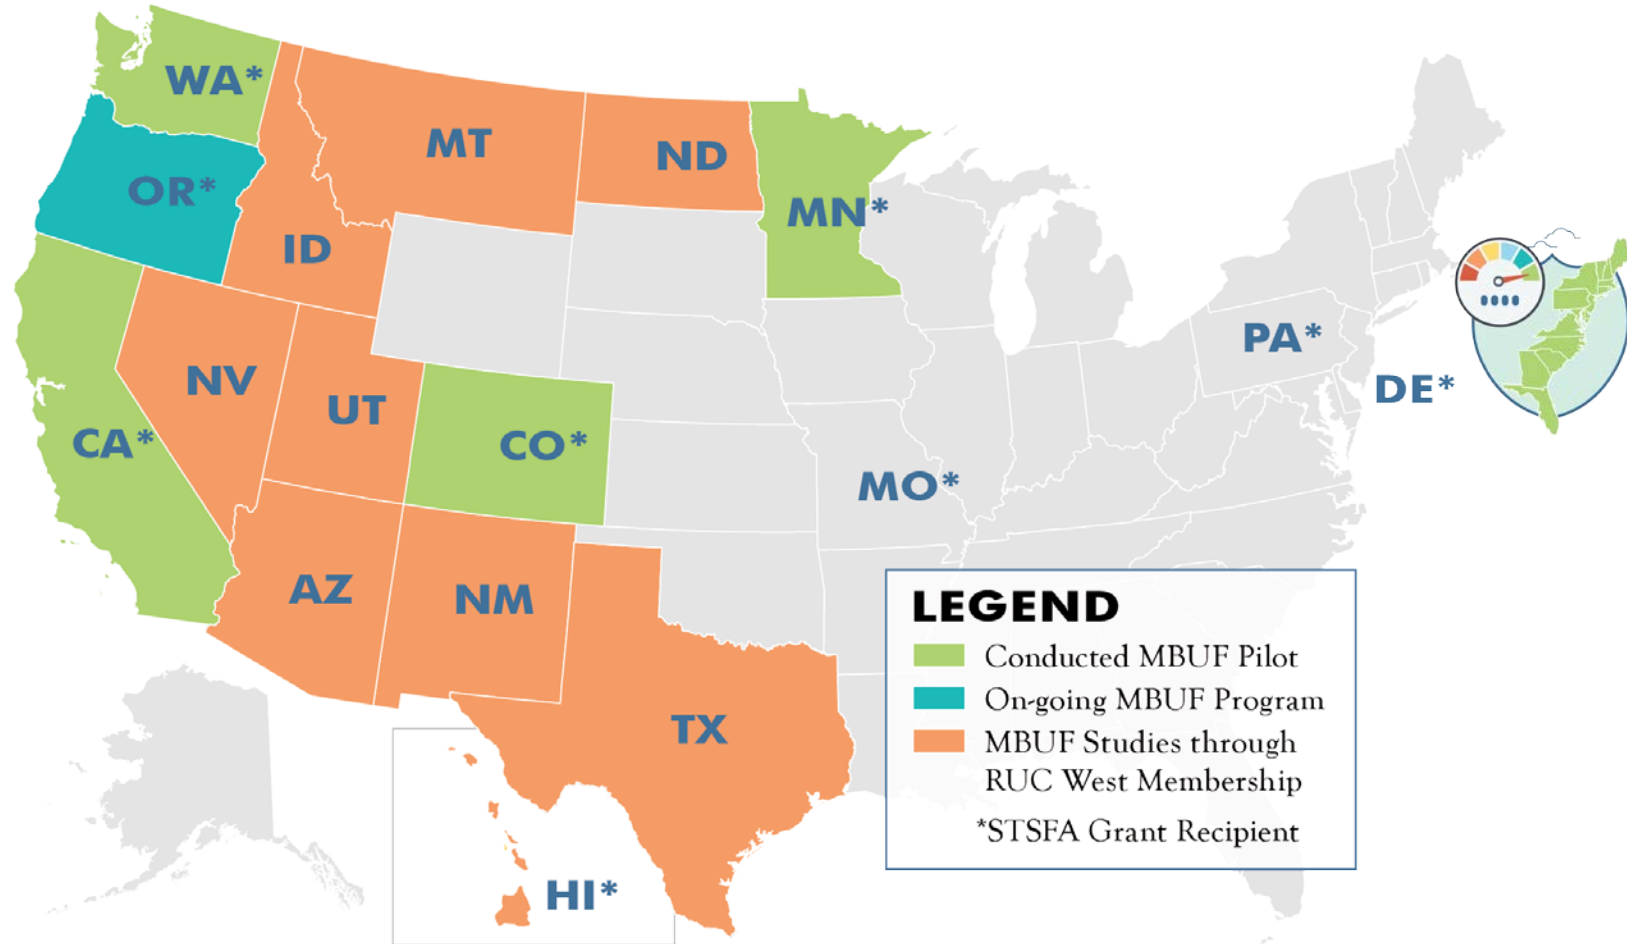 WA*
MT
ND
OR*
MN*
ID
PA*
NV
UT
DE*
CA*
CO*
MO*
AZ
NM
TX
HI*
LEGEND
Conducted MBUF Pilot
On-going MBUF Program
MBUF Studies through
RUC West Membership
*STSFA Grant Recipient